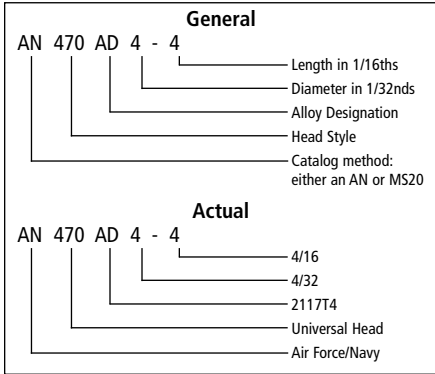 General
AN 470 AD 4 - 4
Length in 1/16ths
Diameter in 1/32nds
Alloy Designation
Head Style
Catalog method:
either an AN or MS20
Actual
AN 470 AD 4 - 4
4/16
4/32
2117T4
Universal Head
Air Force/Navy